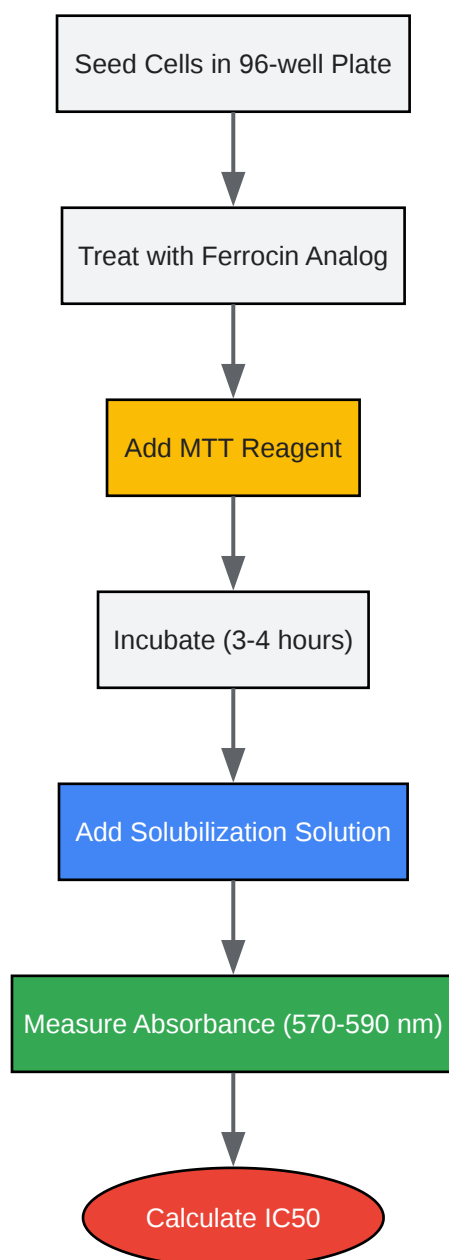 Seed Cells in 96-well Plate
Treat with Ferrocin Analog
Add MTT Reagent
Incubate (3-4 hours)
Add Solubilization Solution
Measure Absorbance (570-590 nm)
Calculate IC50